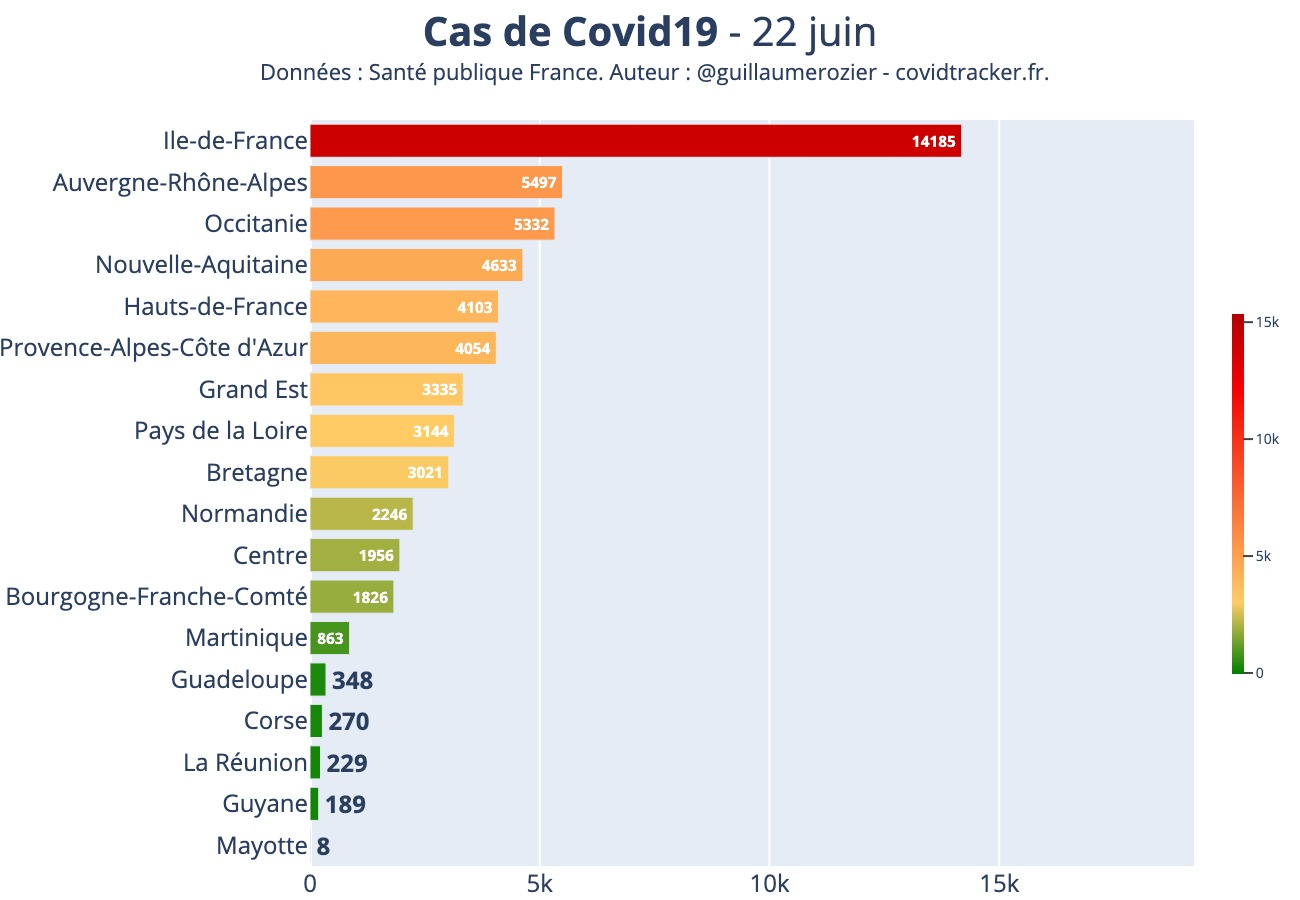 Cas de Covid19 - 22 juin
Données : Santé publique France. Auteur : @guillaumerozier - covidtracker.fr.
Ile-de-France 14185
Auvergne-Rhône-Alpes 5497
Occitanie 5332
Nouvelle-Aquitaine 4633
Hauts-de-France 4103
Provence-Alpes-Côte d'Azur 4054
Grand Est 3335
Pays de la Loire 3144
Bretagne 3021
Normandie 2246
Centre 1956
Bourgogne-Franche-Comté 1826
Martinique 863
Guadeloupe 348
Corse 270
La Réunion 229
Guyane 189
Mayotte 8
0 5k 10k 15k
15k
10k
5k
0